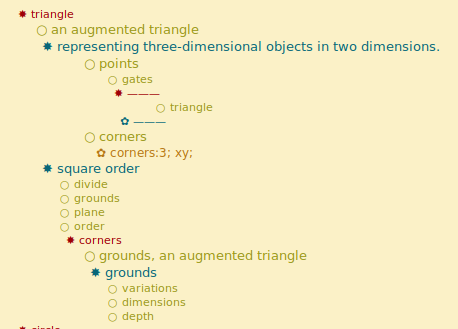 ✸ triangle
○ an augmented triangle
✸ representing three-dimensional objects in two dimensions.
○ points
○ gates
✸ ———
○ triangle
✿ ———
○ corners
✿ corners:3; xy;
✸ square order
○ divide
○ grounds
○ plane
○ order
✸ corners
○ grounds, an augmented triangle
✸ grounds
○ variations
○ dimensions
○ depth
✸ circle